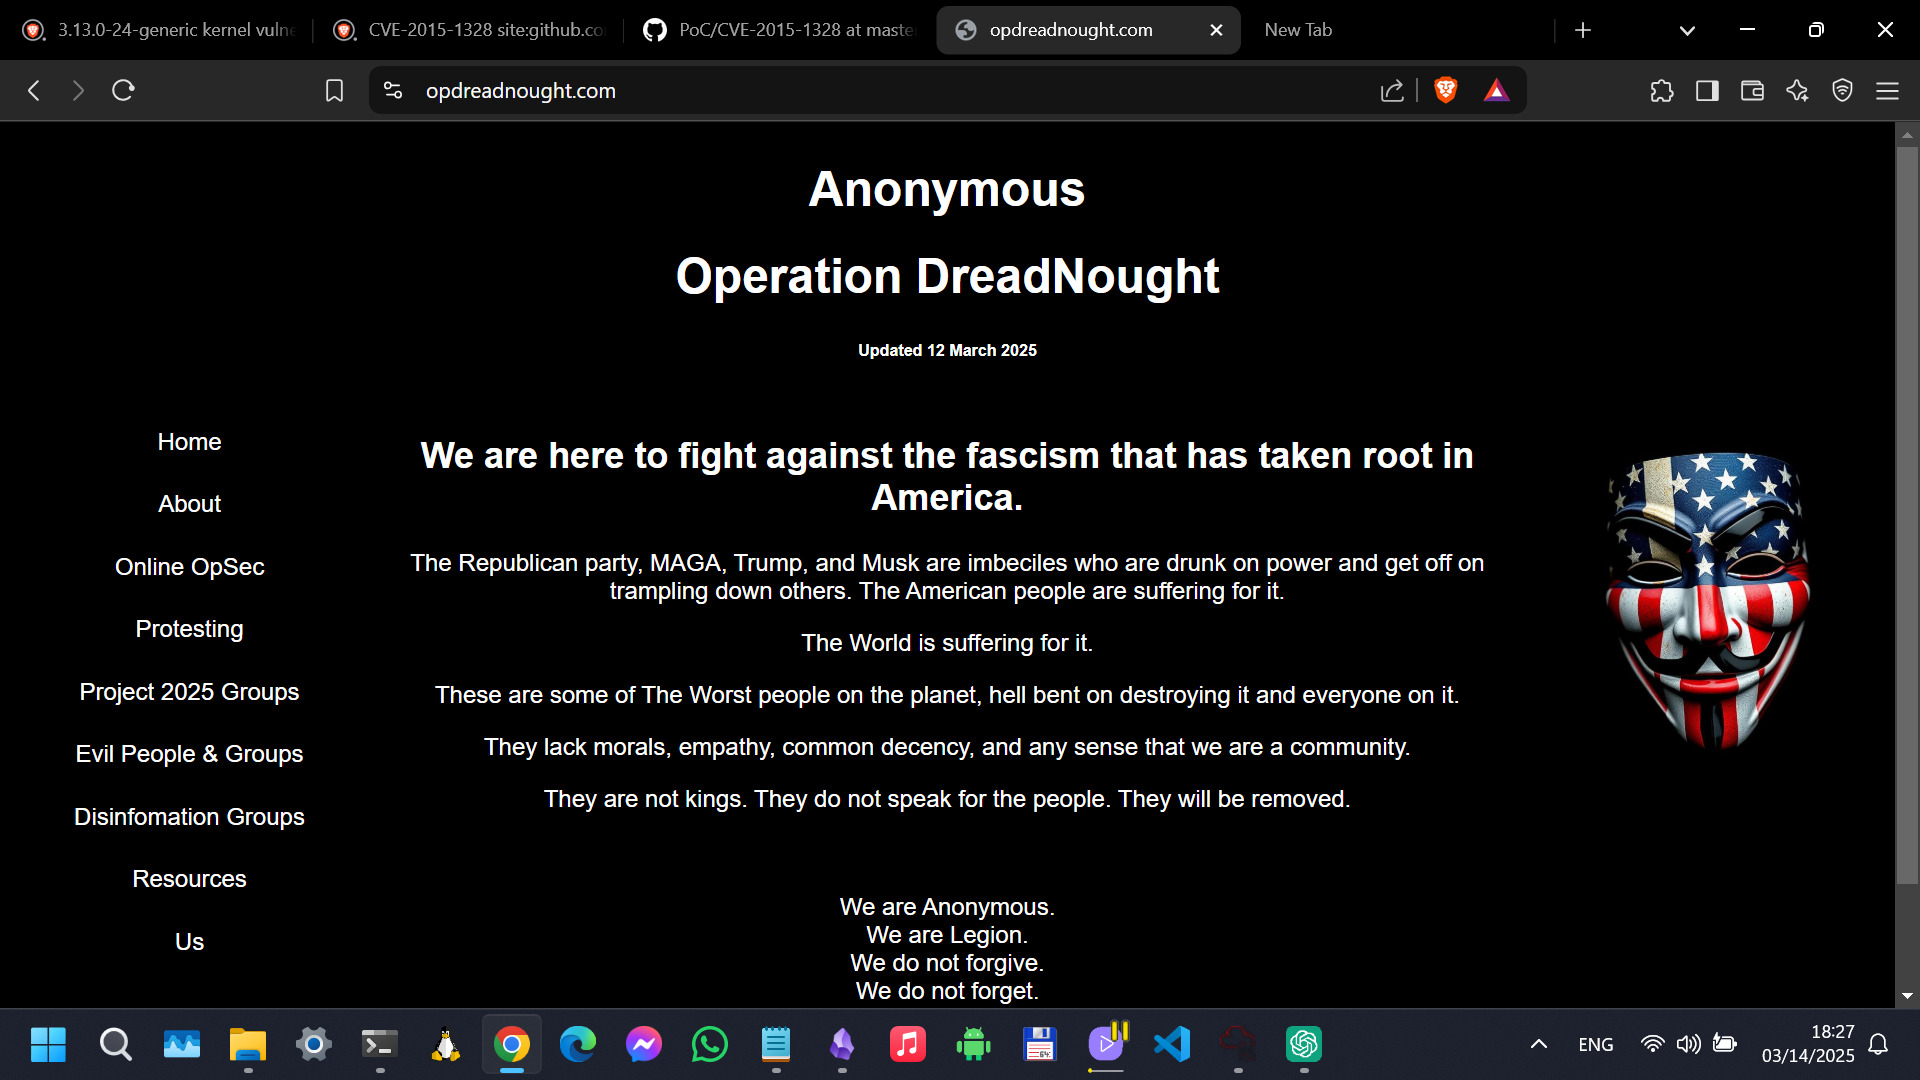 3.13.0-24-generic kernel vulne
CVE-2015-1328 site:github.co
PoC/CVE-2015-1328 at maste
opdreadnought.com
New Tab
opdreadnought.com
Anonymous
Operation DreadNought
Updated 12 March 2025
Home
About
Online OpSec
Protesting
Project 2025 Groups
Evil People & Groups
Disinfomation Groups
Resources
Us
We are here to fight against the fascism that has taken root in
America.
The Republican party, MAGA, Trump, and Musk are imbeciles who are drunk on power and get off on
trampling down others. The American people are suffering for it.
The World is suffering for it.
These are some of The Worst people on the planet, hell bent on destroying it and everyone on it.
They lack morals, empathy, common decency, and any sense that we are a community.
They are not kings. They do not speak for the people. They will be removed.
We are Anonymous.
We are Legion.
We do not forgive.
We do not forget.
64
ENG
18:27
03/14/2025